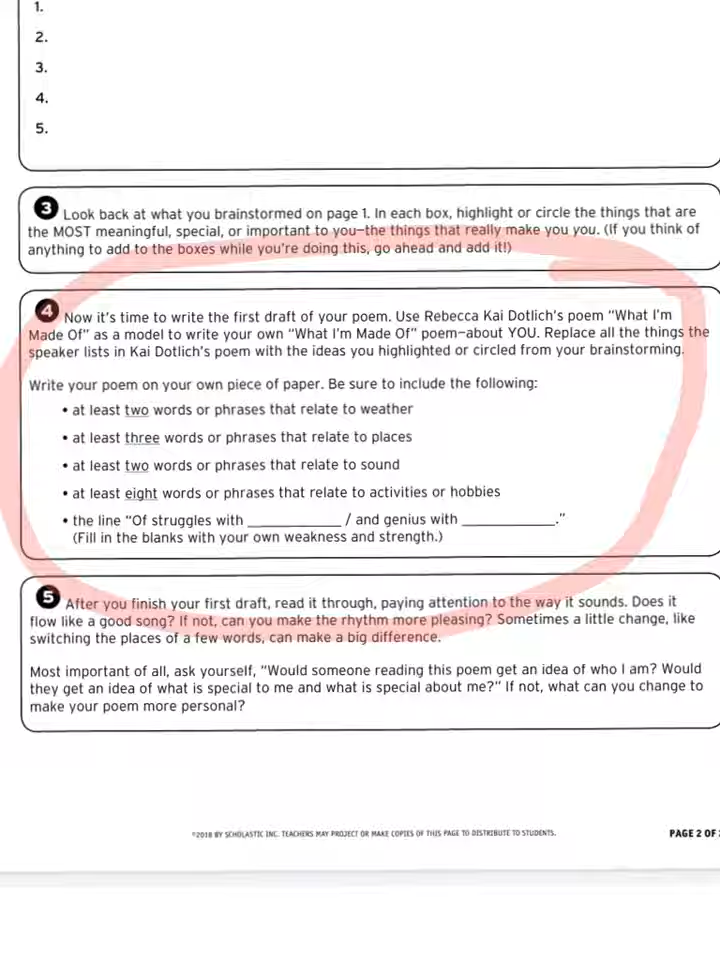 1.
2.
3.
4.
5.
3 Look back at what you brainstormed on page 1. In each box, highlight or circle the things that are
the MOST meaningful, special, or important to you—the things that really make you you. (If you think of
anything to add to the boxes while you're doing this, go ahead and add it!)
4 Now it's time to write the first draft of your poem. Use Rebecca Kai Dotlich's poem "What I'm
Made Of" as a model to write your own "What I'm Made Of" poem—about YOU. Replace all the things the
speaker lists in Kai Dotlich's poem with the ideas you highlighted or circled from your brainstorming.
Write your poem on your own piece of paper. Be sure to include the following:
• at least two words or phrases that relate to weather
• at least three words or phrases that relate to places
• at least two words or phrases that relate to sound
• at least eight words or phrases that relate to activities or hobbies
• the line "Of struggles with ____________ / and genius with ____________."
(Fill in the blanks with your own weakness and strength.)
5 After you finish your first draft, read it through, paying attention to the way it sounds. Does it
flow like a good song? If not, can you make the rhythm more pleasing? Sometimes a little change, like
switching the places of a few words, can make a big difference.
Most important of all, ask yourself, "Would someone reading this poem get an idea of who I am? Would
they get an idea of what is special to me and what is special about me?" If not, what can you change to
make your poem more personal?
©2018 BY SCHOLASTIC INC. TEACHERS MAY PROJECT OR MAKE COPIES OF THIS PAGE TO DISTRIBUTE TO STUDENTS.
PAGE 2 OF